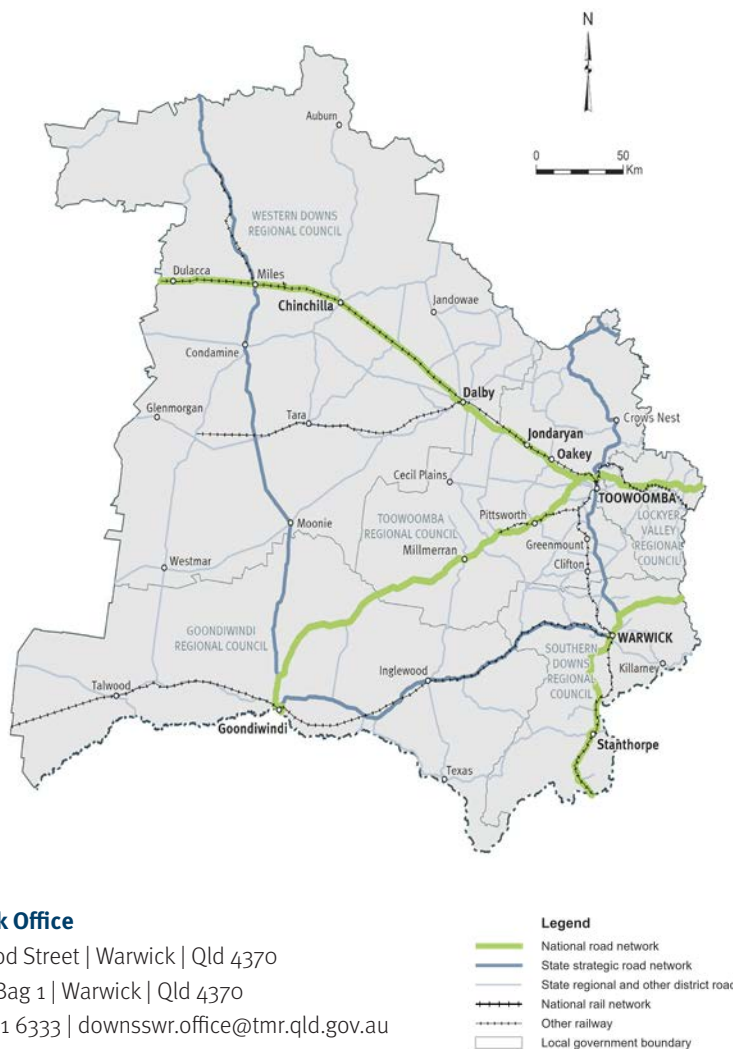 N
Auburn
0 50
Km
WESTERN DOWNS
REGIONAL COUNCIL
Dulacca
Miles
Chinchilla
Jandowae
Condamine
Dalby
Glenmorgan
Tara
Crows Nest
Jondaryan
Oakey
Cecil Plains
TOOWOOMBA
Pittsworth
LOCKYER
VALLEY
REGIONAL
COUNCIL
Moonie
TOOWOOMBA
REGIONAL COUNCIL
Greenmount
Millmerran
Clifton
Westmar
GOONDIWINDI
REGIONAL COUNCIL
WARWICK
SOUTHERN
DOWNS
REGIONAL
COUNCIL
Killarney
Inglewood
Talwood
Goondiwindi
Stanthorpe
Texas
k Office
od Street | Warwick | Qld 4370
Bag 1 | Warwick | Qld 4370
1 6333 | downsswr.office@tmr.qld.gov.au
Legend
National road network
State strategic road network
State regional and other district road
National rail network
Other railway
Local government boundary